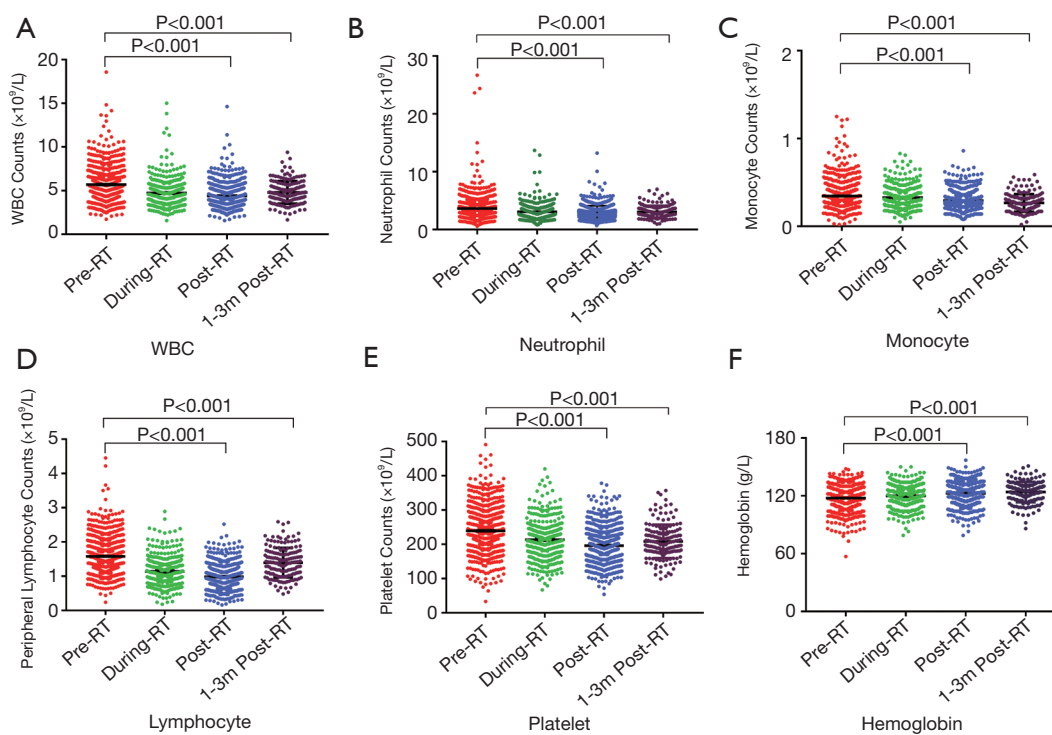 A
P<0.001
P<0.001
WBC Counts (×10⁹/L)
20
15
10
5
0
Pre-RT
During-RT
Post-RT
1-3m Post-RT
WBC
B
P<0.001
P<0.001
Neutrophil Counts (×10⁹/L)
30
20
10
0
Pre-RT
During-RT
Post-RT
1-3m Post-RT
Neutrophil
C
P<0.001
P<0.001
Monocyte Counts (×10⁹/L)
2
1
0
Pre-RT
During-RT
Post-RT
1-3m Post-RT
Monocyte
D
P<0.001
P<0.001
Peripheral Lymphocyte Counts (×10⁹/L)
5
4
3
2
1
0
Pre-RT
During-RT
Post-RT
1-3m Post-RT
Lymphocyte
E
P<0.001
P<0.001
Platelet Counts (×10⁹/L)
500
400
300
200
100
0
Pre-RT
During-RT
Post-RT
1-3m Post-RT
Platelet
F
P<0.001
P<0.001
Hemoglobin (g/L)
180
120
60
0
Pre-RT
During-RT
Post-RT
1-3m Post-RT
Hemoglobin